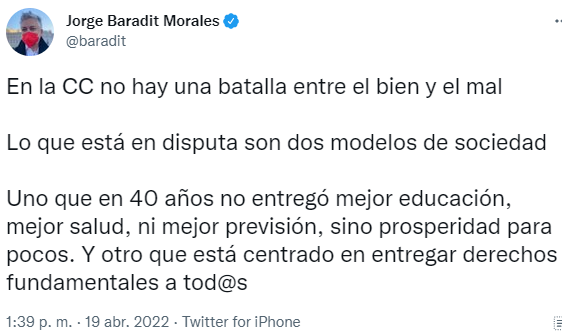 Jorge Baradit Morales
@baradit
En la CC no hay una batalla entre el bien y el mal
Lo que está en disputa son dos modelos de sociedad
Uno que en 40 años no entregó mejor educación,
mejor salud, ni mejor previsión, sino prosperidad para
pocos. Y otro que está centrado en entregar derechos
fundamentales a tod@s
1:39 p. m. · 19 abr. 2022 · Twitter for iPhone